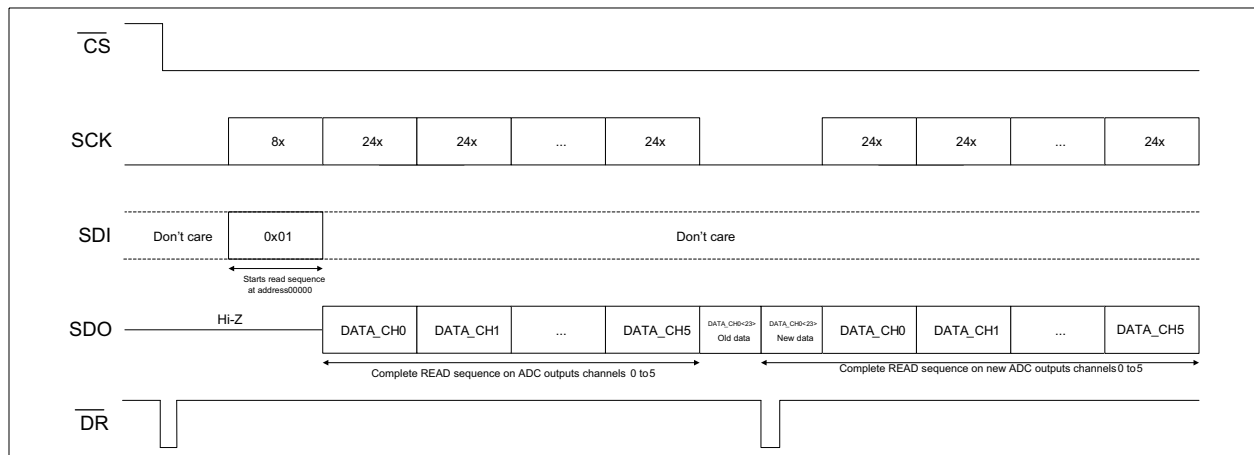 CS
SCK
8x
24x
24x
...
24x
24x
24x
...
24x
SDI
Don't care
0x01
Don't care
Starts read sequence
at address00000
SDO
Hi-Z
DATA_CH0
DATA_CH1
...
DATA_CH5
DATA_CH0<23>
Old data
DATA_CH0<23>
New data
DATA_CH0
DATA_CH1
...
DATA_CH5
Complete READ sequence on ADC outputs channels 0 to5
Complete READ sequence on new ADC outputs channels0 to5
DR